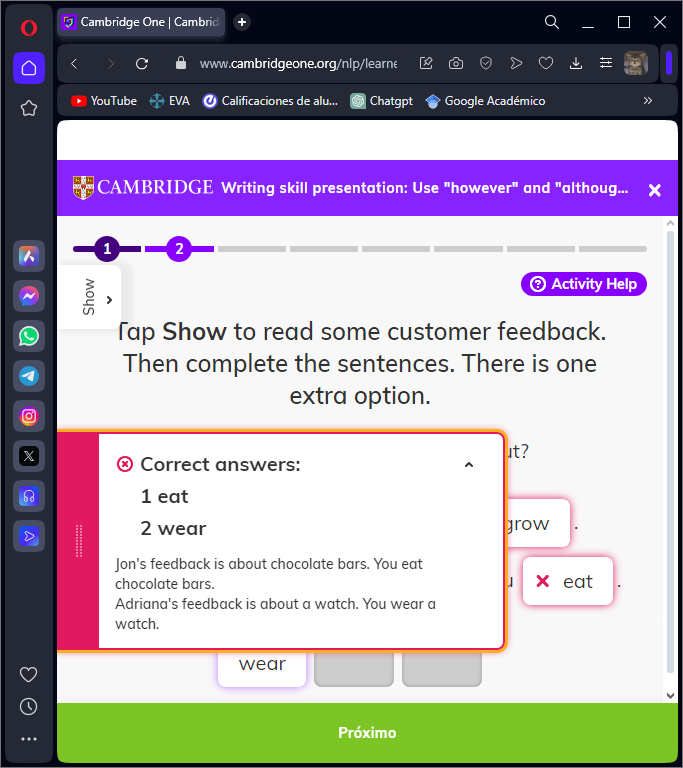 Cambridge One | Cambrid
www.cambridgeone.org/nlp/learne
YouTube
EVA
Calificaciones de alu...
Chatgpt
Google Académico
CAMBRIDGE
Writing skill presentation: Use "however" and "althoug...
1
2
Show
Activity Help
Tap Show to read some customer feedback.
Then complete the sentences. There is one
extra option.
ut?
Correct answers:
1 eat
2 wear
Jon's feedback is about chocolate bars. You eat
chocolate bars.
Adriana's feedback is about a watch. You wear a
watch.
grow .
u eat .
wear
Próximo